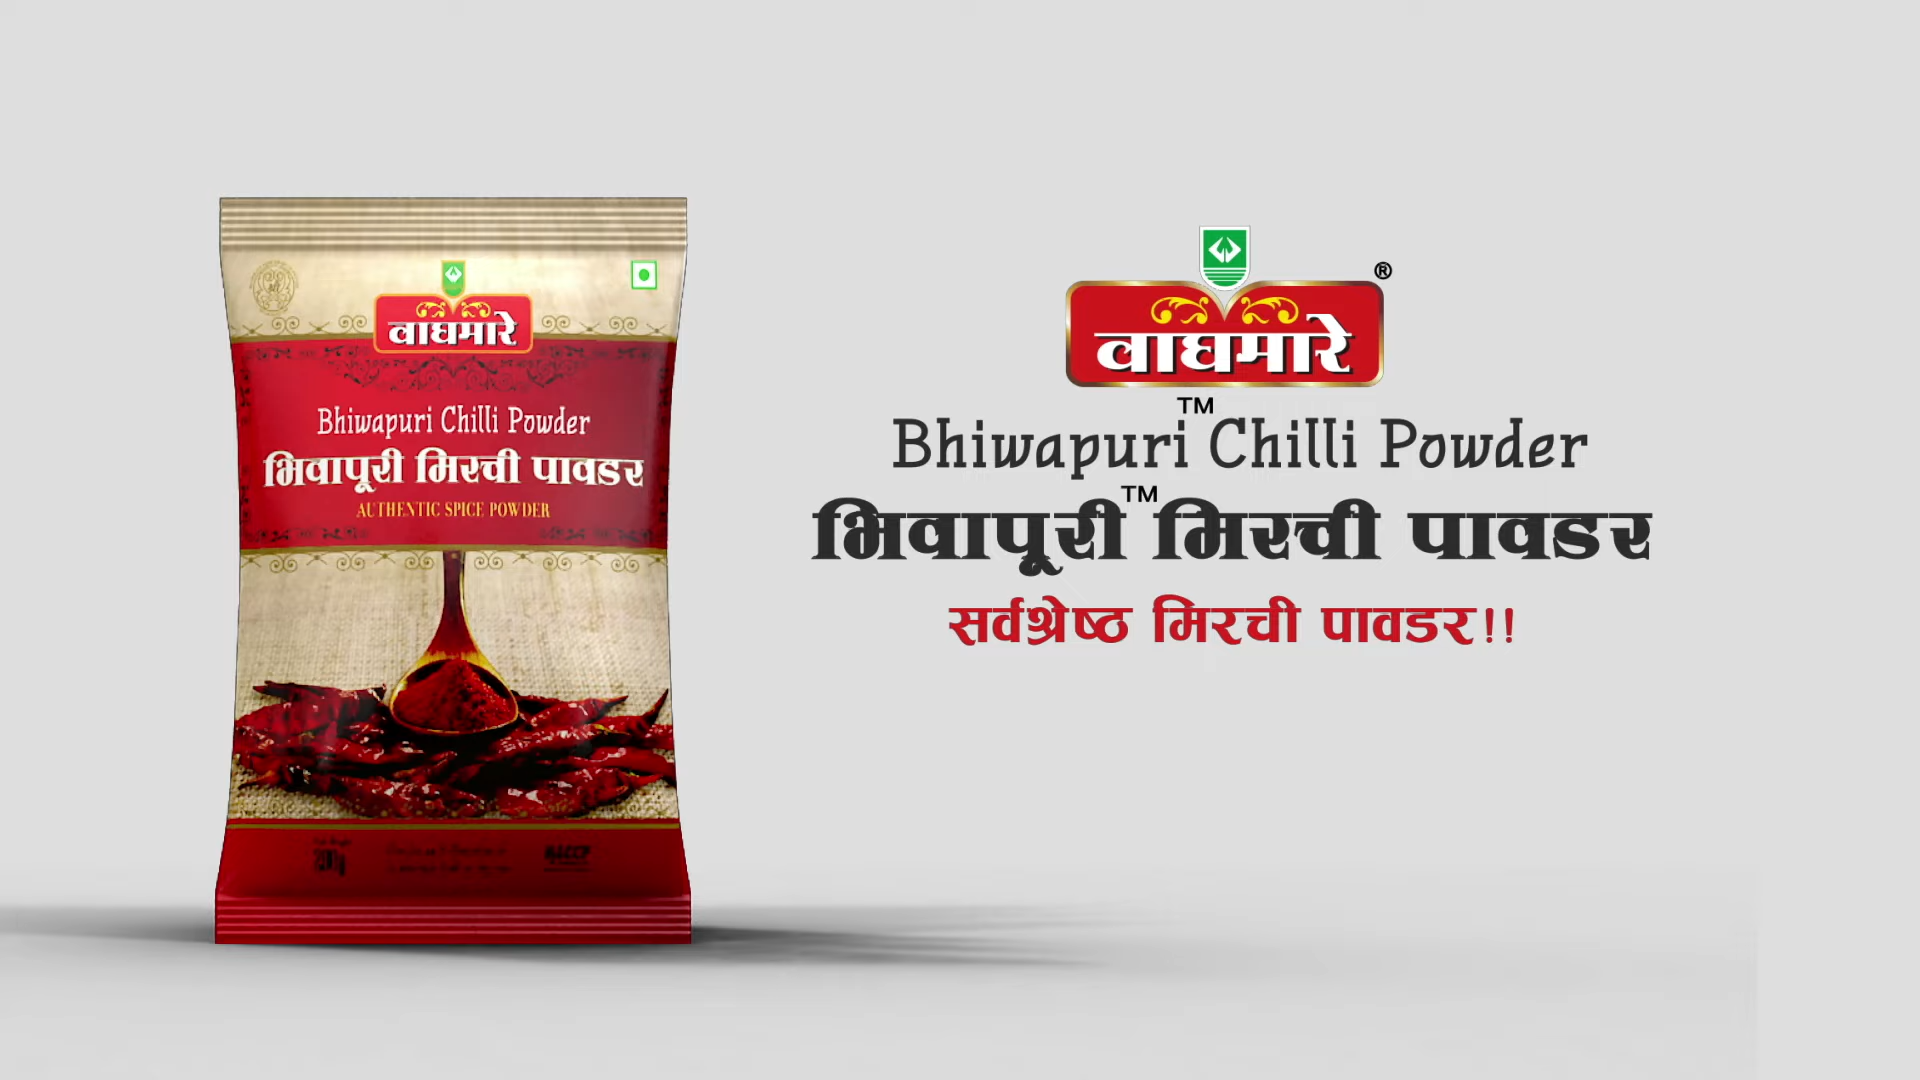 वाघमारे
Bhiwapuri Chilli Powder
भिवापूरी मिरची पावडर
AUTHENTIC SPICE POWDER
वाघमारे®
Bhiwapuri™ Chilli Powder
भिवापूरी™ मिरची पावडर
सर्वश्रेष्ठ मिरची पावडर!!